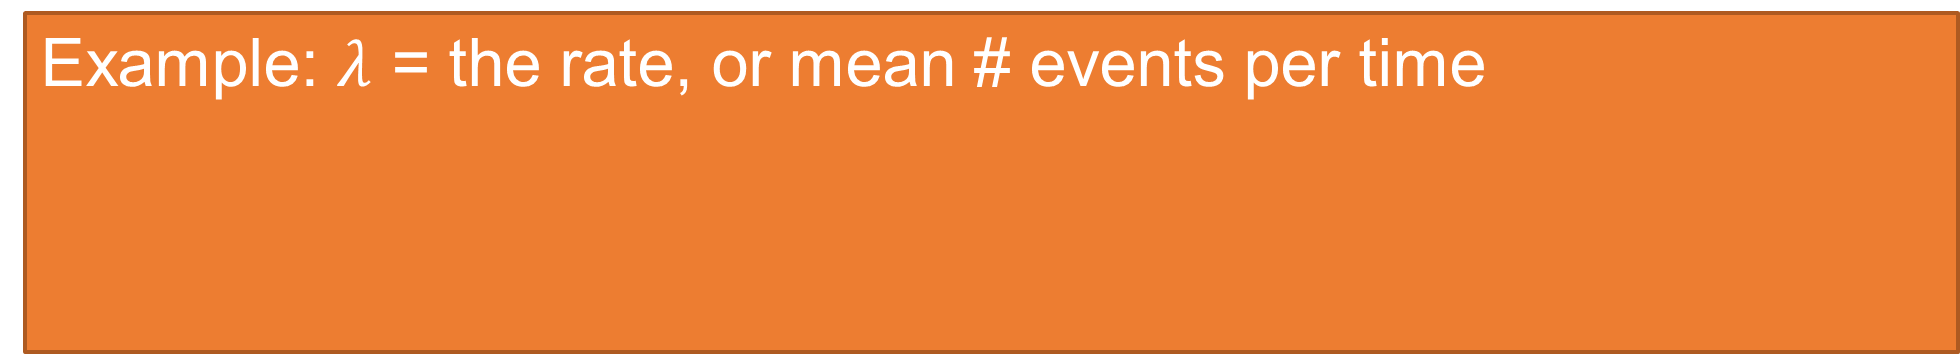 Example: 𝜆 = the rate, or mean # events per time